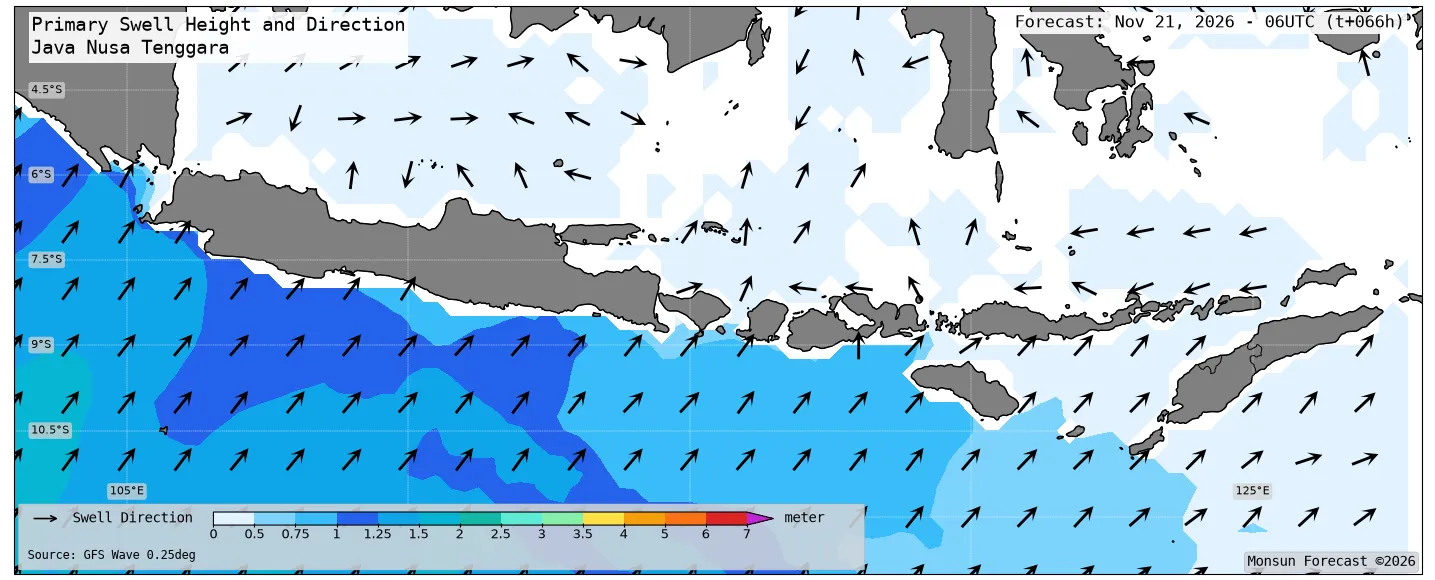 Primary Swell Height and Direction
Java Nusa Tenggara
Forecast: Nov 21, 2026 - 06UTC (t+066h)
4.5°S
6°S
7.5°S
9°S
10.5°S
105°E
125°E
Swell Direction
0 0.5 0.75 1 1.25 1.5 2 2.5 3 3.5 4 5 6 7
meter
Source: GFS Wave 0.25deg
Monsun Forecast ©2026